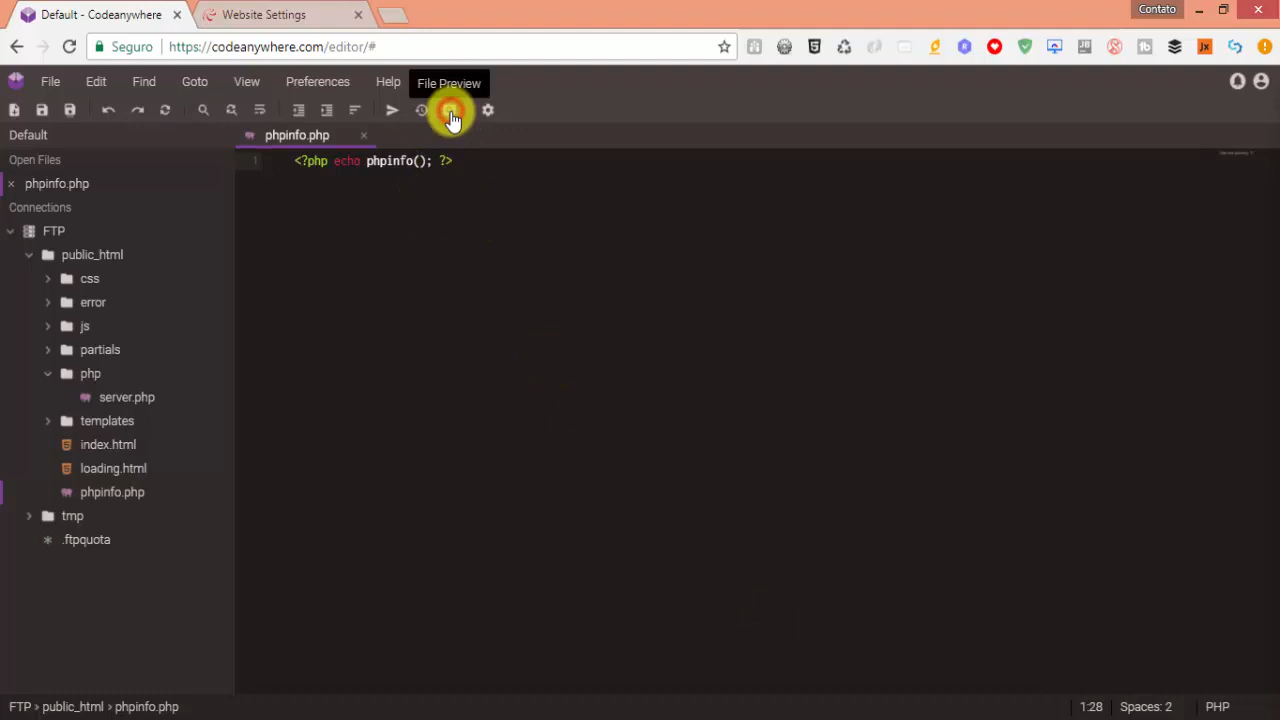 Default - Codeanywhere
Website Settings
Contato
Seguro
https://codeanywhere.com/editor/#
File Edit Find Goto View Preferences Help
File Preview
Default
phpinfo.php
Open Files
1 <?php echo phpinfo(); ?>
phpinfo.php
Connections
FTP
public_html
css
error
js
partials
php
server.php
templates
index.html
loading.html
phpinfo.php
tmp
.ftpquota
FTP › public_html › phpinfo.php
1:28 Spaces: 2 PHP